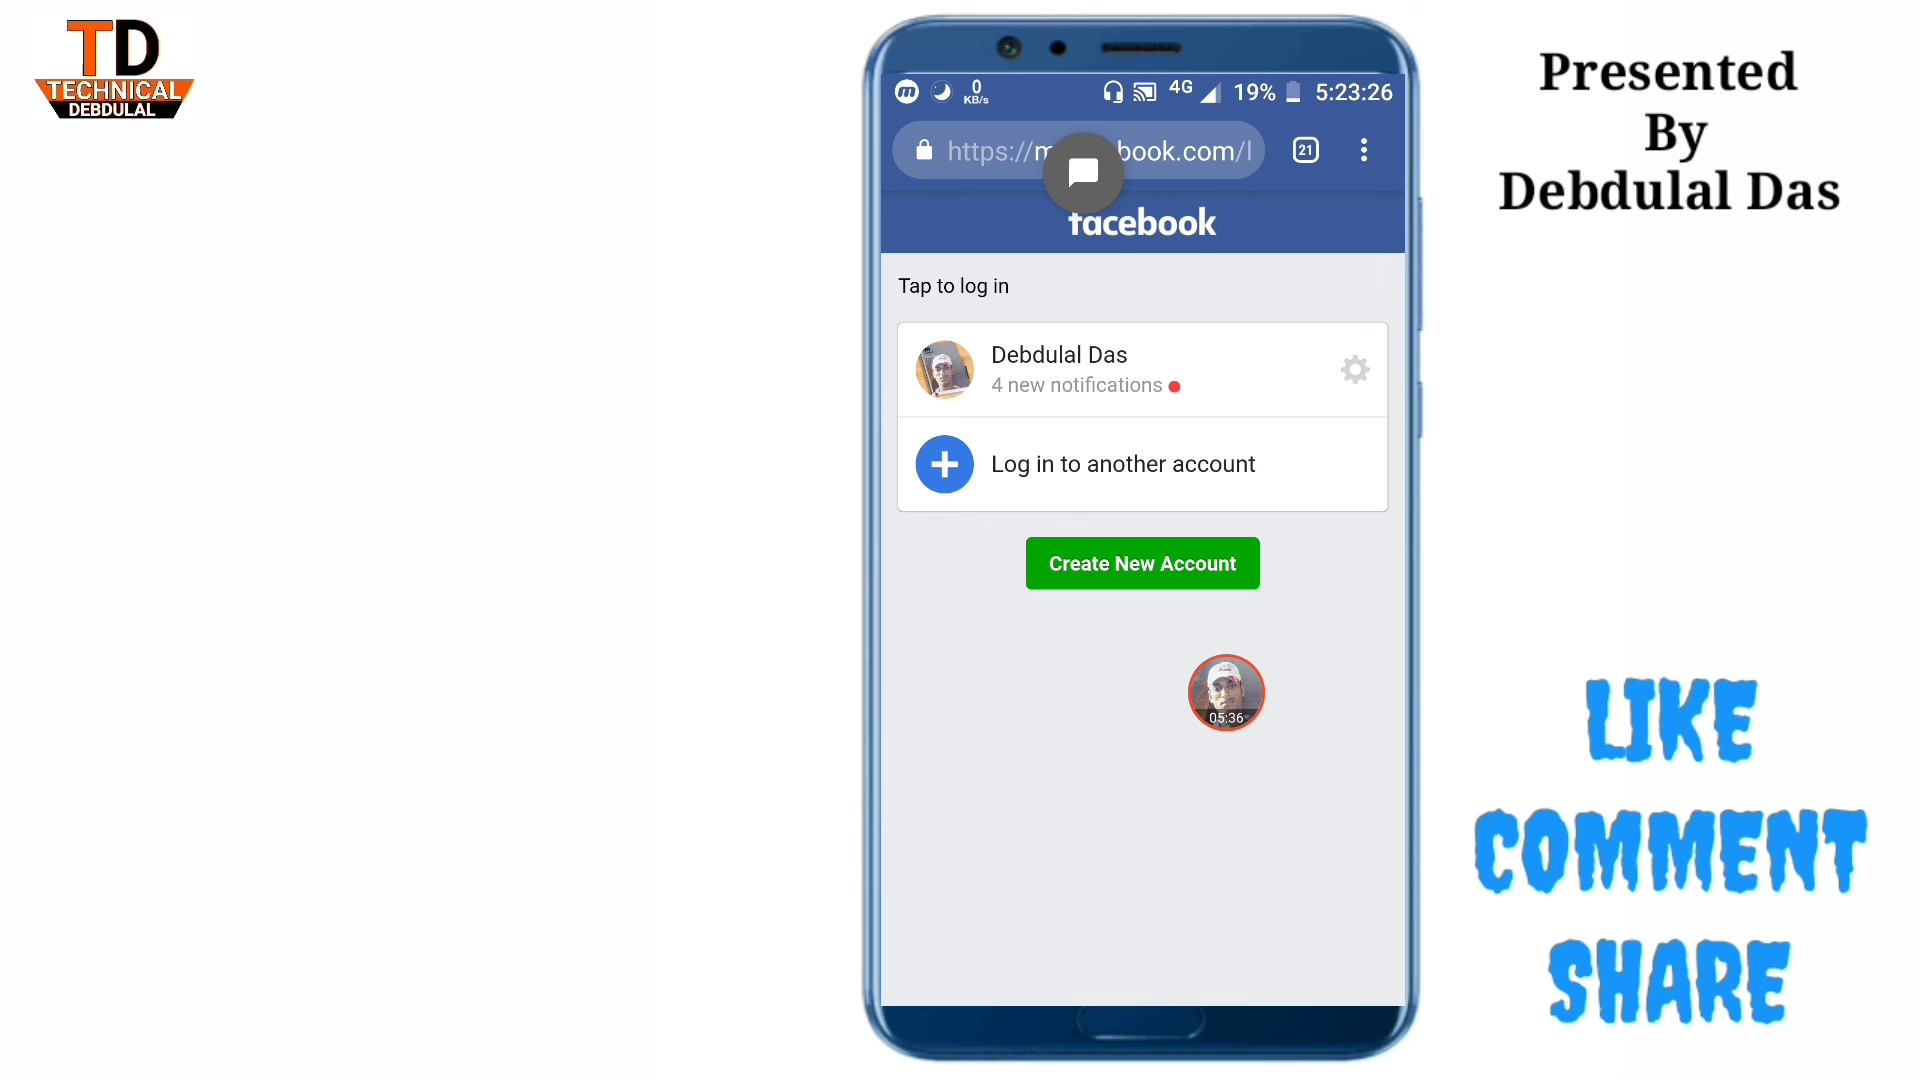 TD
TECHNICAL
DEBDULAL
0
KB/s
4G
19%
5:23:26
https://m book.com/l
21
facebook
Tap to log in
Debdulal Das
4 new notifications
Log in to another account
Create New Account
05:36
Presented
By
Debdulal Das
LIKE
COMMENT
SHARE